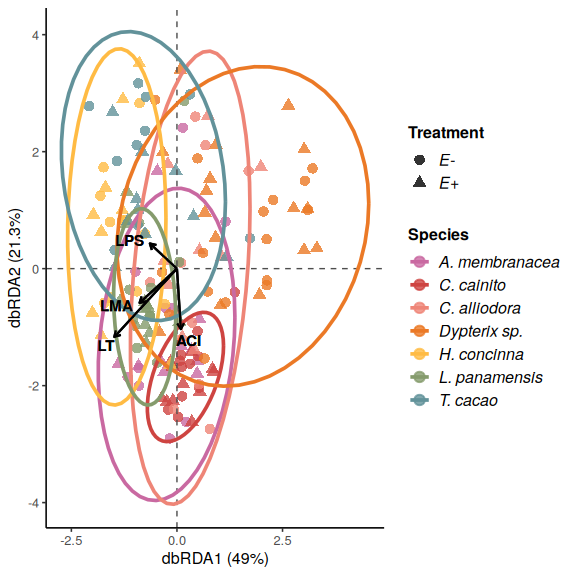 4
2
0
-2
-4
dbRDA2 (21.3%)
LPS
LMA
LT
ACI
-2.5
0.0
2.5
dbRDA1 (49%)
Treatment
E-
E+
Species
A. membranacea
C. cainito
C. alliodora
Dypterix sp.
H. concinna
L. panamensis
T. cacao